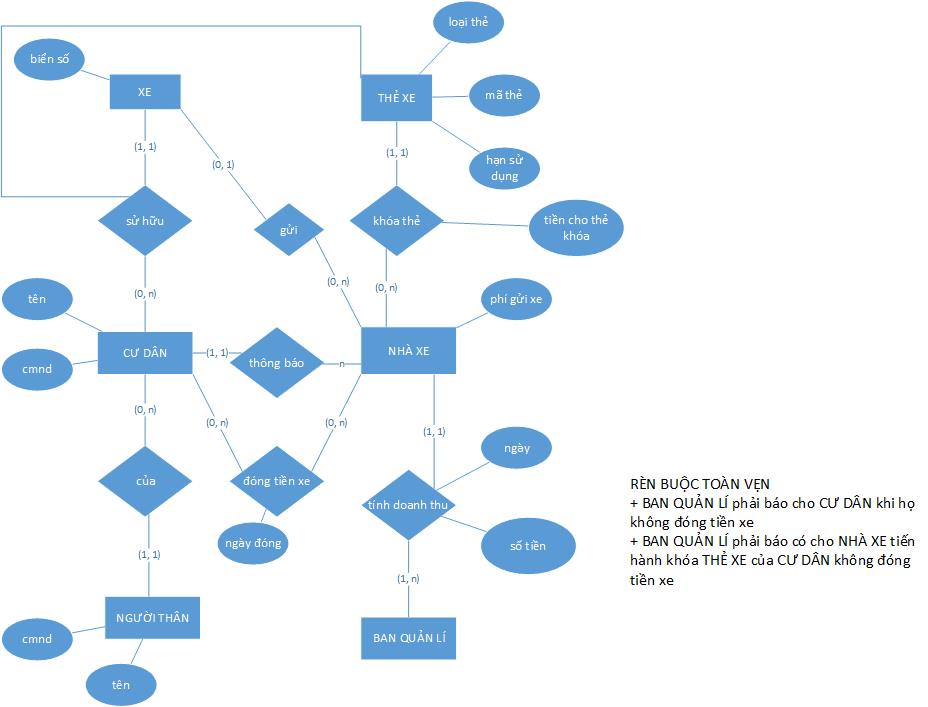 loại thẻ
biển số
XE
THẺ XE
mã thẻ
(1, 1)
(0, 1)
(1, 1)
hạn sử
dụng
sử hữu
gửi
khóa thẻ
tiền cho thẻ
khóa
(0, n)
(0, n)
(0, n)
tên
phí gửi xe
CƯ DÂN
(1, 1)
thông báo
n
NHÀ XE
cmnd
(0, n)
(0, n)
(0, n)
(1, 1)
ngày
của
đóng tiền xe
tính doanh thu
RÈN BUỘC TOÀN VẸN
+ BAN QUẢN LÍ phải báo cho CƯ DÂN khi họ
không đóng tiền xe
+ BAN QUẢN LÍ phải báo có cho NHÀ XE tiến
hành khóa THẺ XE của CƯ DÂN không đóng
tiền xe
ngày đóng
số tiền
(1, 1)
(1, n)
NGƯỜI THÂN
BAN QUẢN LÍ
cmnd
tên